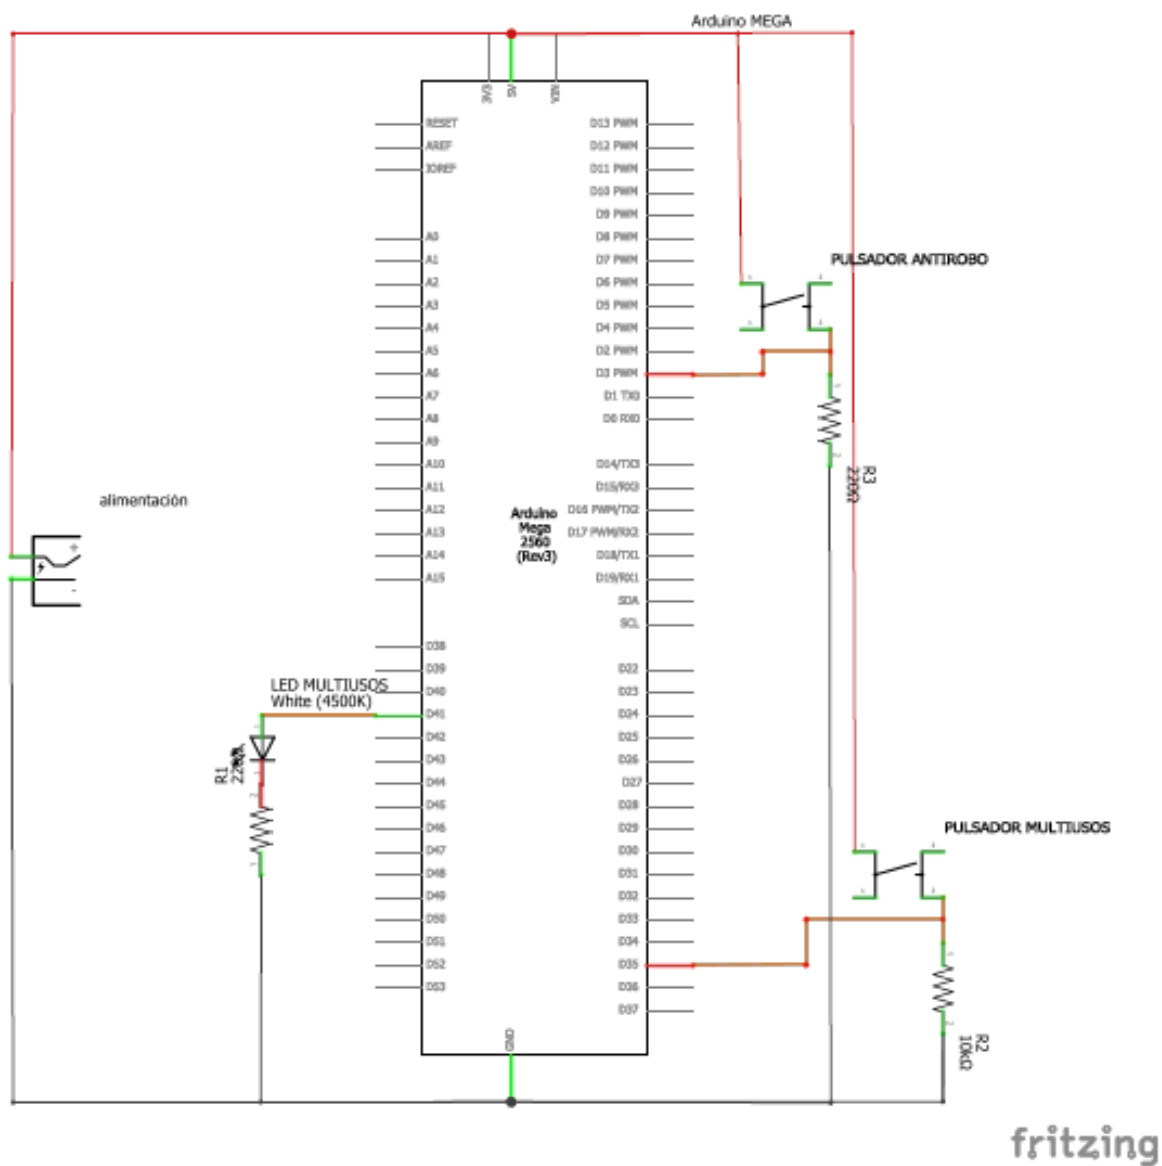 Arduino MEGA
3V3
5V
VIN
RESET
AREF
IOREF
A0
A1
A2
A3
A4
A5
A6
A7
A8
A9
A10
A11
A12
A13
A14
A15
D38
D39
D40
D41
D42
D43
D44
D45
D46
D47
D48
D49
D50
D51
D52
D53
Arduino
Mega
2560
(Rev3)
D13 PWM
D12 PWM
D11 PWM
D10 PWM
D9 PWM
D8 PWM
D7 PWM
D6 PWM
D5 PWM
D4 PWM
D2 PWM
D3 PWM
D1 TX0
D0 RX0
D14/TX3
D15/RX3
D16 PWM/TX2
D17 PWM/RX2
D18/TX1
D19/RX1
SDA
SCL
D22
D23
D24
D25
D26
D27
D28
D29
D30
D31
D32
D33
D34
D35
D36
D37
GND
PULSADOR ANTIROBO
R3
220Ω
alimentación
+
-
LED MULTIUSOS
White (4500K)
R1
PULSADOR MULTIUSOS
R2
10kΩ
fritzing